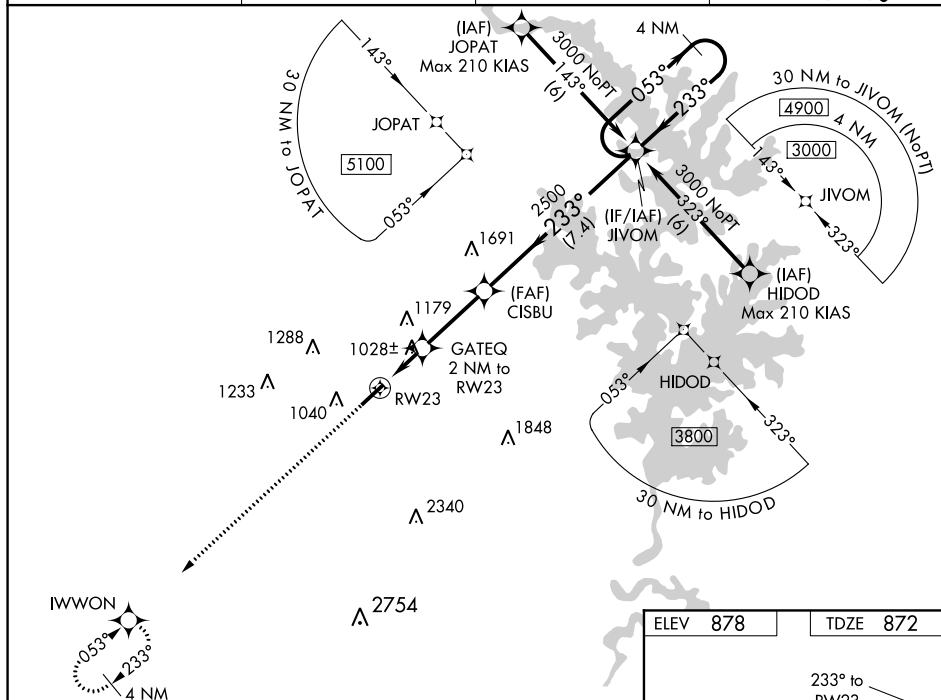 (IAF)
JOPAT
Max 210 KIAS
3000 NoPT
143°
(6)
4 NM
053°
233°
30 NM to JOPAT
143°
JOPAT
5100
053°
30 NM to JIVOM (NoPT)
4900
4 NM
3000
143°
JIVOM
323°
3000 NoPT
323°
(6)
(IF/IAF)
JIVOM
2500
233°
(7.4)
(IAF)
HIDOD
Max 210 KIAS
1691
(FAF)
CISBU
1179
1288
1028±
GATEQ
2 NM to
RW23
1233
RW23
1040
053°
HIDOD
323°
3800
30 NM to HIDOD
1848
2340
2754
IWWON
053°
233°
4 NM
ELEV 878
TDZE 872
233° to
RW23